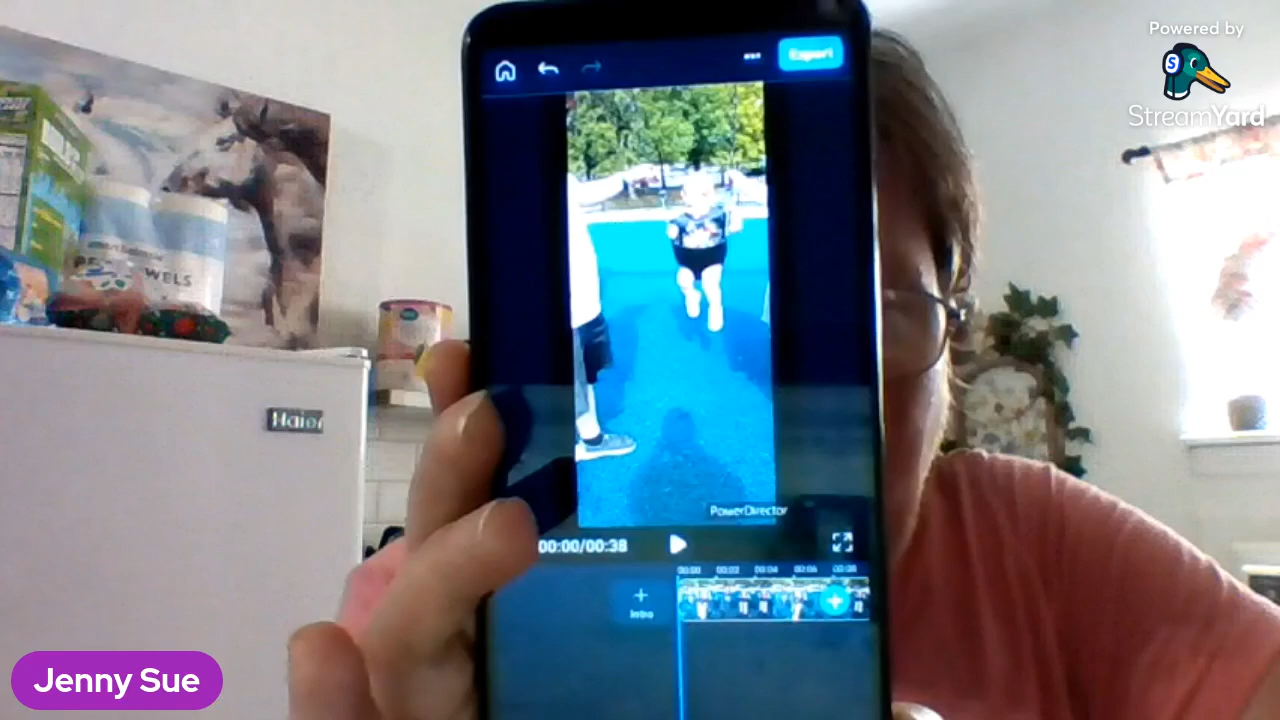 Powered by
S
StreamYard
Export
WELS
Haier
PowerDirector
00:00/00:38
00:00 00:02 00:04 00:06 00:08
+
Intro
+
Jenny Sue